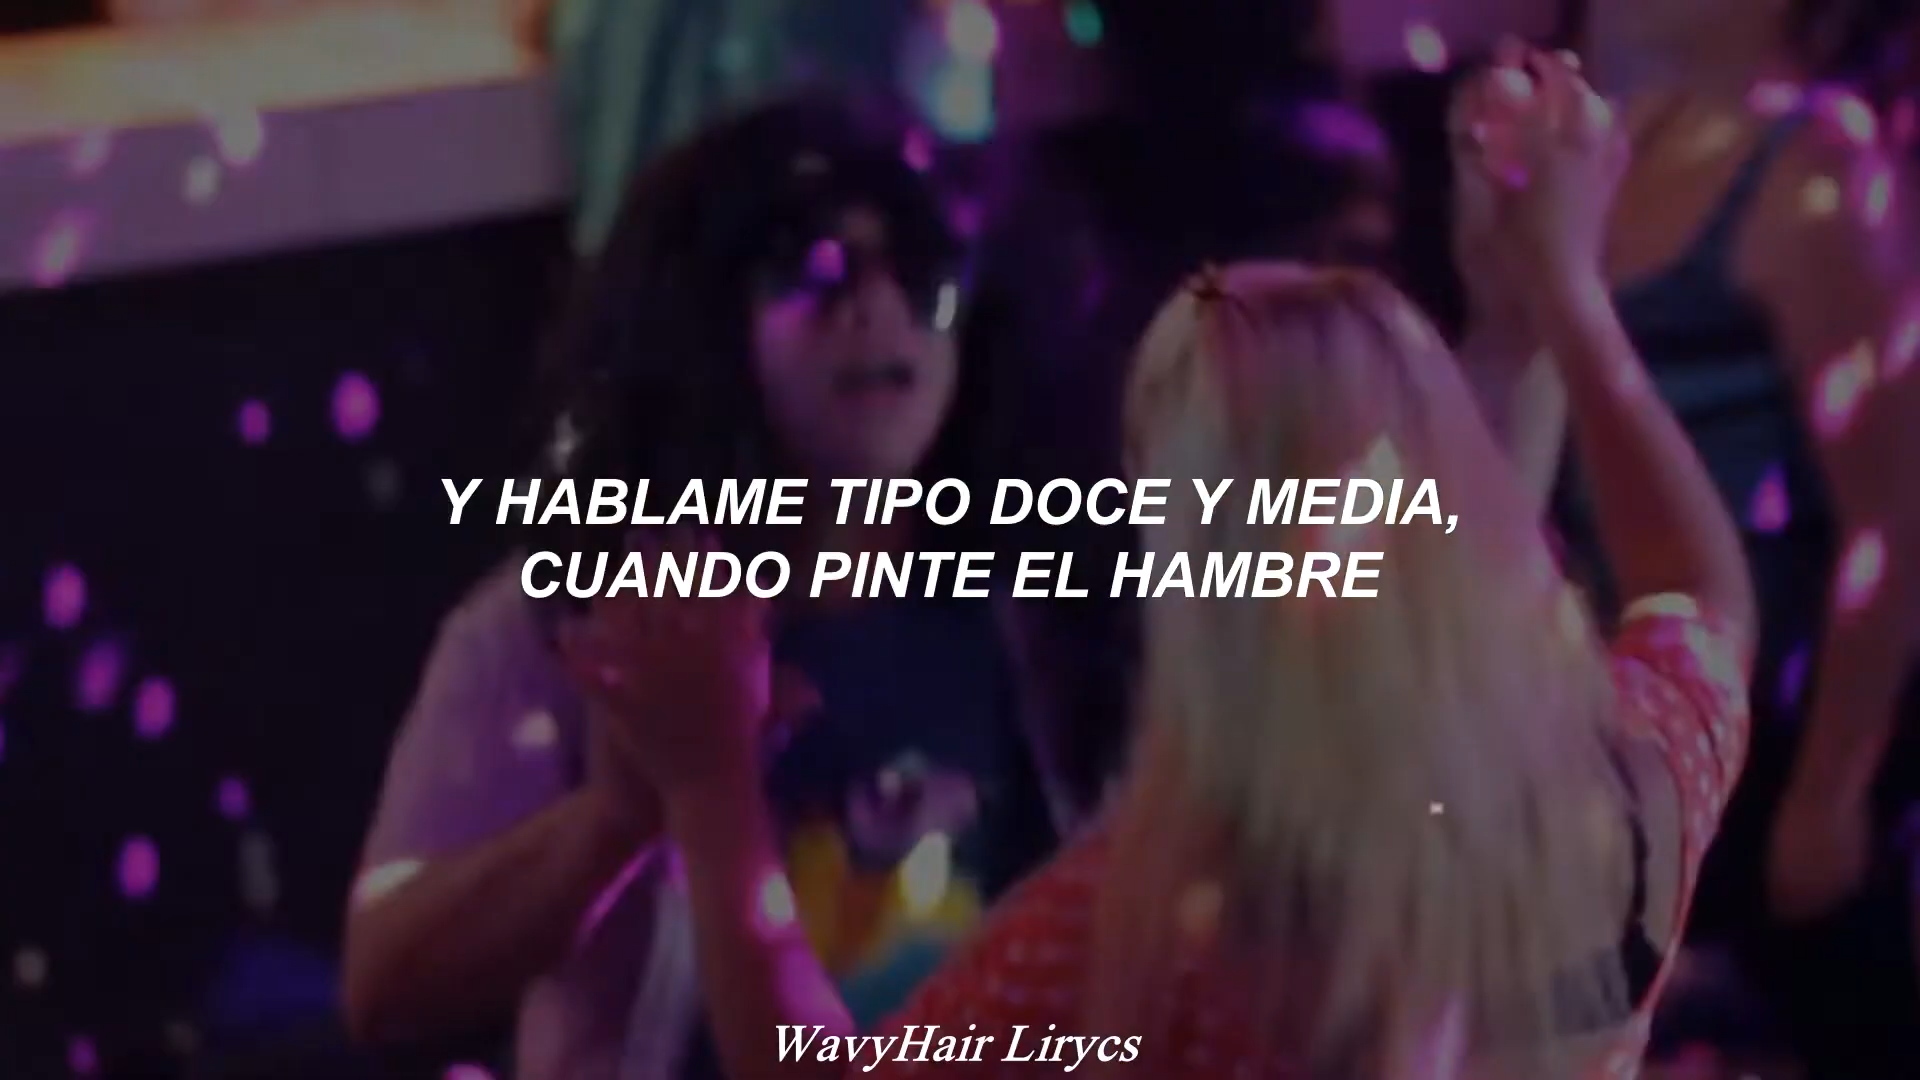 Y HABLAME TIPO DOCE Y MEDIA,
CUANDO PINTE EL HAMBRE
WavyHair Lirycs